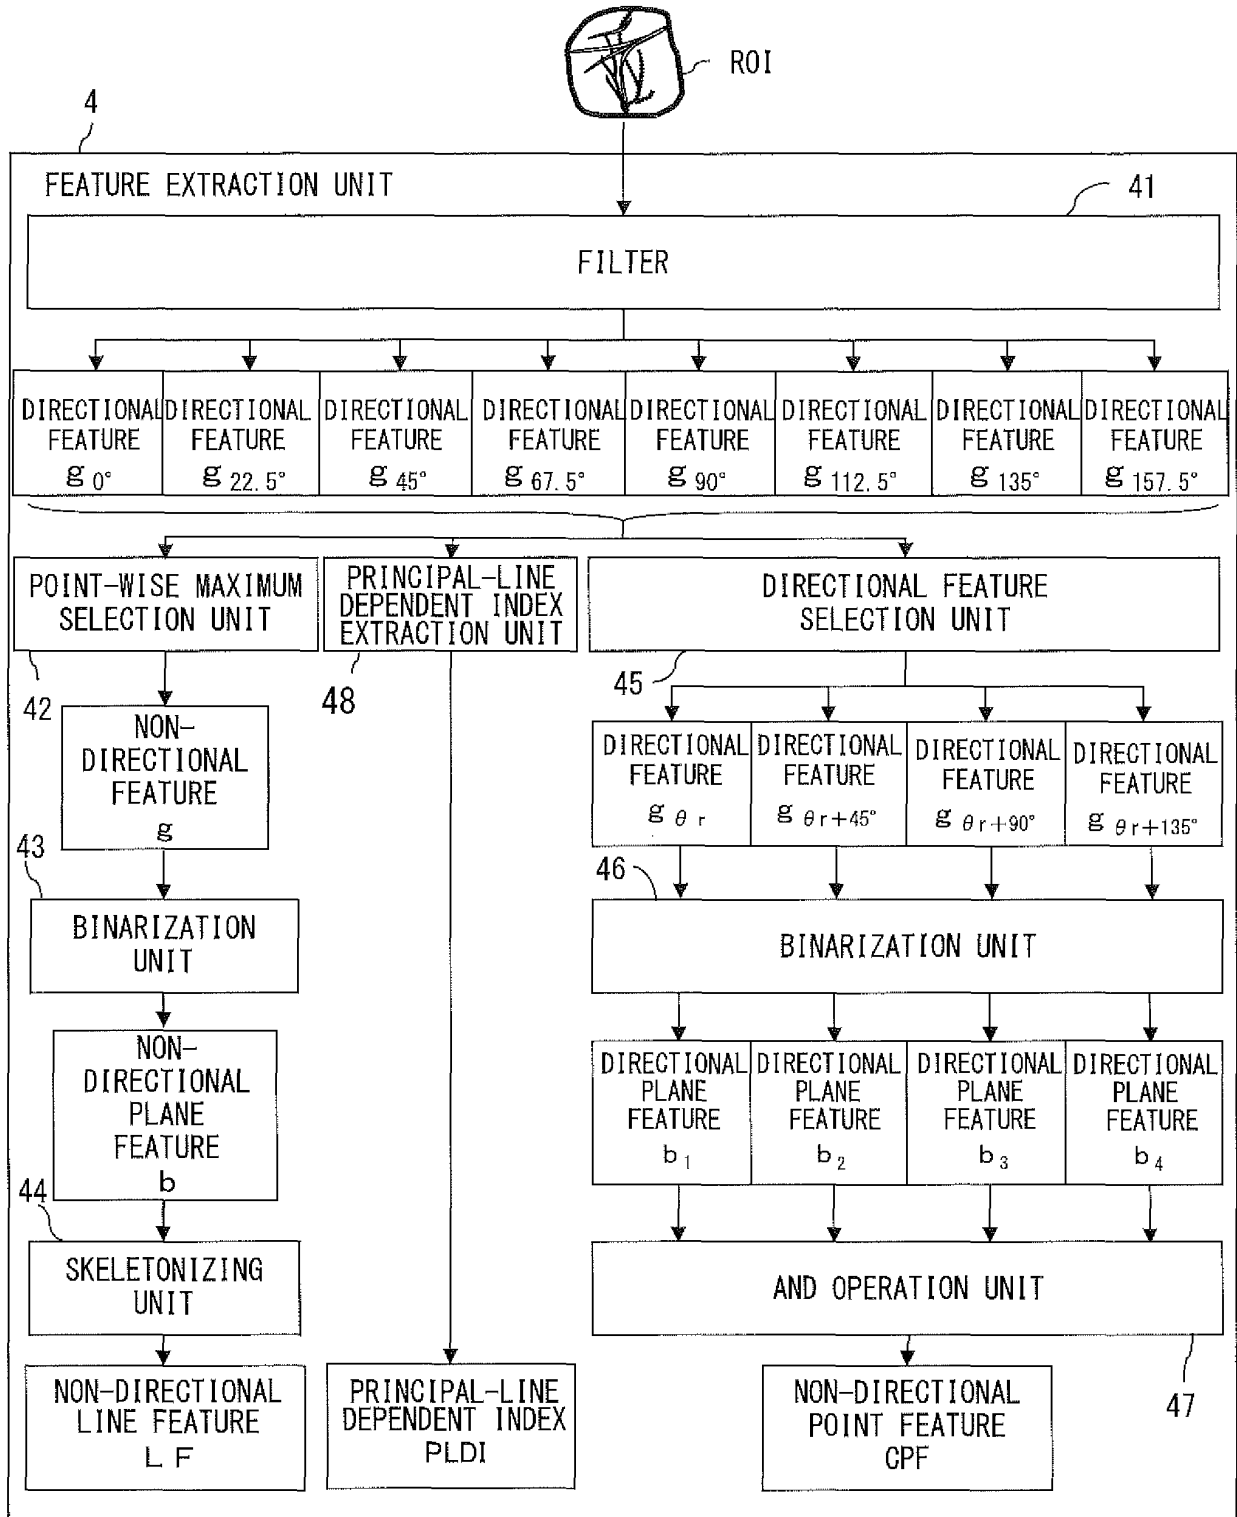 ROI
4
FEATURE EXTRACTION UNIT
41
FILTER
DIRECTIONAL
FEATURE
g 0°
DIRECTIONAL
FEATURE
g 22.5°
DIRECTIONAL
FEATURE
g 45°
DIRECTIONAL
FEATURE
g 67.5°
DIRECTIONAL
FEATURE
g 90°
DIRECTIONAL
FEATURE
g 112.5°
DIRECTIONAL
FEATURE
g 135°
DIRECTIONAL
FEATURE
g 157.5°
POINT-WISE MAXIMUM
SELECTION UNIT
42
PRINCIPAL-LINE
DEPENDENT INDEX
EXTRACTION UNIT
48
DIRECTIONAL FEATURE
SELECTION UNIT
45
NON-
DIRECTIONAL
FEATURE
g
DIRECTIONAL
FEATURE
g θr
DIRECTIONAL
FEATURE
g θr+45°
DIRECTIONAL
FEATURE
g θr+90°
DIRECTIONAL
FEATURE
g θr+135°
43
BINARIZATION
UNIT
46
BINARIZATION UNIT
NON-
DIRECTIONAL
PLANE
FEATURE
b
DIRECTIONAL
PLANE
FEATURE
b 1
DIRECTIONAL
PLANE
FEATURE
b 2
DIRECTIONAL
PLANE
FEATURE
b 3
DIRECTIONAL
PLANE
FEATURE
b 4
44
SKELETONIZING
UNIT
AND OPERATION UNIT
47
NON-DIRECTIONAL
LINE FEATURE
LF
PRINCIPAL-LINE
DEPENDENT INDEX
PLDI
NON-DIRECTIONAL
POINT FEATURE
CPF